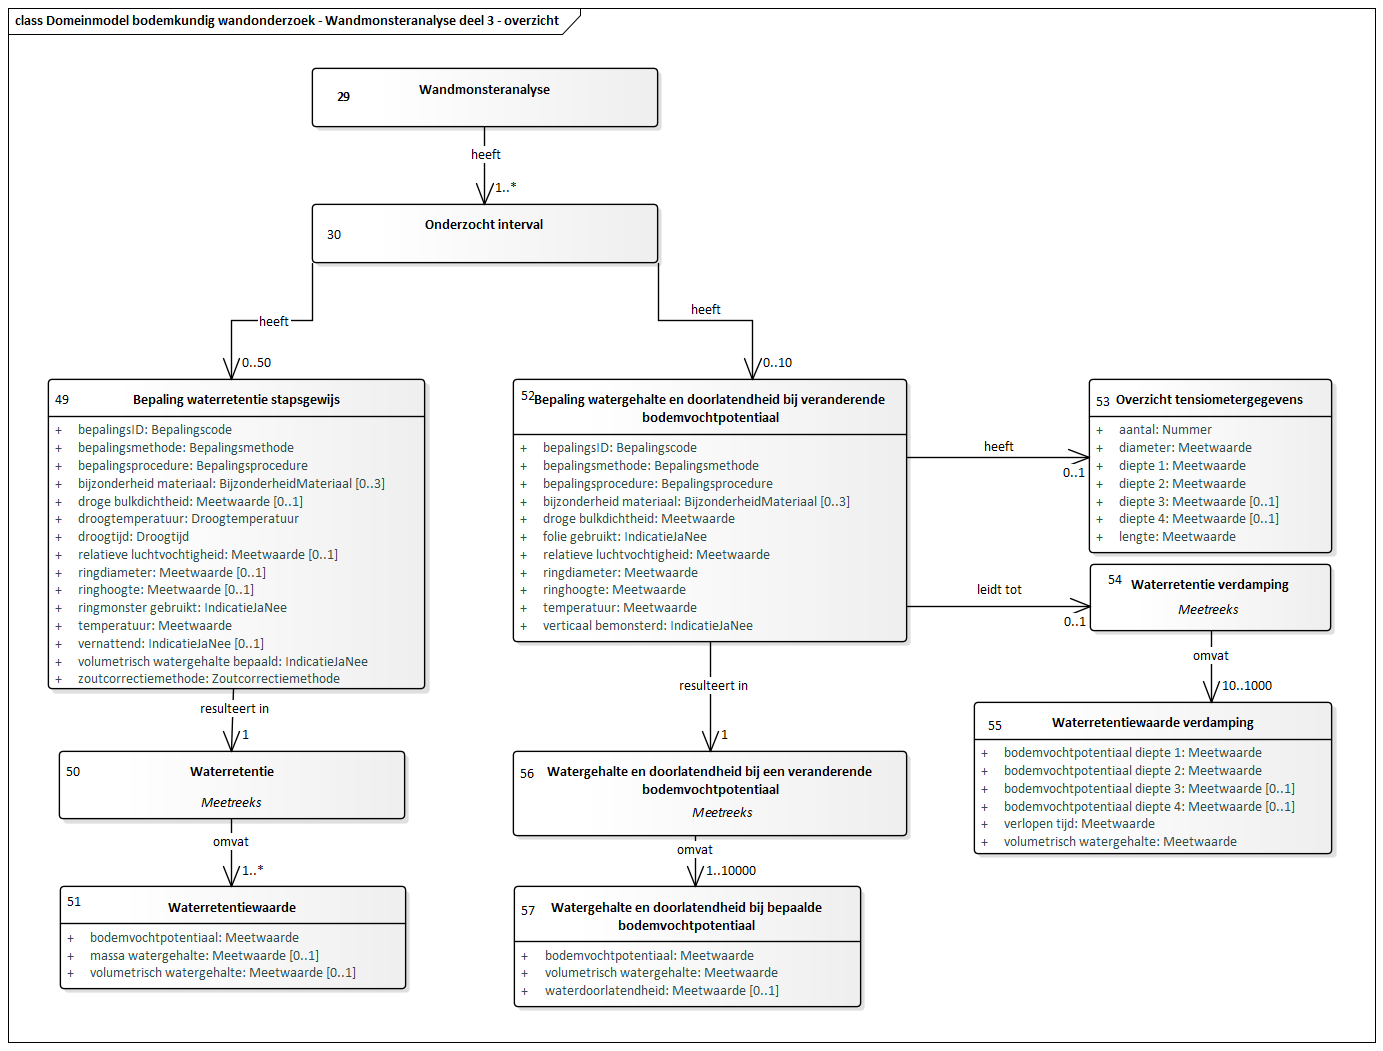 class Domeinmodel bodemkundig wandonderzoek - Wandmonsteranalyse deel 3 - overzicht
29
Wandmonsteranalyse
heeft
1..*
30
Onderzocht interval
heeft
0..50
heeft
0..10
49
Bepaling waterretentie stapsgewijs
+ bepalingsID: Bepalingscode
+ bepalingsmethode: Bepalingsmethode
+ bepalingsprocedure: Bepalingsprocedure
+ bijzonderheid materiaal: BijzonderheidMateriaal [0..3]
+ droge bulkdichtheid: Meetwaarde [0..1]
+ droogtemperatuur: Droogtemperatuur
+ droogtijd: Droogtijd
+ relatieve luchtvochtigheid: Meetwaarde [0..1]
+ ringdiameter: Meetwaarde [0..1]
+ ringhoogte: Meetwaarde [0..1]
+ ringmonster gebruikt: IndicatieJaNee
+ temperatuur: Meetwaarde
+ vernattend: IndicatieJaNee [0..1]
+ volumetrisch watergehalte bepaald: IndicatieJaNee
+ zoutcorrectiemethode: Zoutcorrectiemethode
resulteert in
1
50
Waterretentie
Meetreeks
omvat
1..*
51
Waterretentiewaarde
+ bodemvochtpotentiaal: Meetwaarde
+ massa watergehalte: Meetwaarde [0..1]
+ volumetrisch watergehalte: Meetwaarde [0..1]
52
Bepaling watergehalte en doorlatendheid bij veranderende
bodemvochtpotentiaal
+ bepalingsID: Bepalingscode
+ bepalingsmethode: Bepalingsmethode
+ bepalingsprocedure: Bepalingsprocedure
+ bijzonderheid materiaal: BijzonderheidMateriaal [0..3]
+ droge bulkdichtheid: Meetwaarde
+ folie gebruikt: IndicatieJaNee
+ relatieve luchtvochtigheid: Meetwaarde
+ ringdiameter: Meetwaarde
+ ringhoogte: Meetwaarde
+ temperatuur: Meetwaarde
+ verticaal bemonsterd: IndicatieJaNee
resulteert in
1
56
Watergehalte en doorlatendheid bij een veranderende
bodemvochtpotentiaal
Meetreeks
omvat
1..10000
57
Watergehalte en doorlatendheid bij bepaalde
bodemvochtpotentiaal
+ bodemvochtpotentiaal: Meetwaarde
+ volumetrisch watergehalte: Meetwaarde
+ waterdoorlatendheid: Meetwaarde [0..1]
heeft
0..1
53
Overzicht tensiometergegevens
+ aantal: Nummer
+ diameter: Meetwaarde
+ diepte 1: Meetwaarde
+ diepte 2: Meetwaarde
+ diepte 3: Meetwaarde [0..1]
+ diepte 4: Meetwaarde [0..1]
+ lengte: Meetwaarde
leidt tot
0..1
54
Waterretentie verdamping
Meetreeks
omvat
10..1000
55
Waterretentiewaarde verdamping
+ bodemvochtpotentiaal diepte 1: Meetwaarde
+ bodemvochtpotentiaal diepte 2: Meetwaarde
+ bodemvochtpotentiaal diepte 3: Meetwaarde [0..1]
+ bodemvochtpotentiaal diepte 4: Meetwaarde [0..1]
+ verlopen tijd: Meetwaarde
+ volumetrisch watergehalte: Meetwaarde